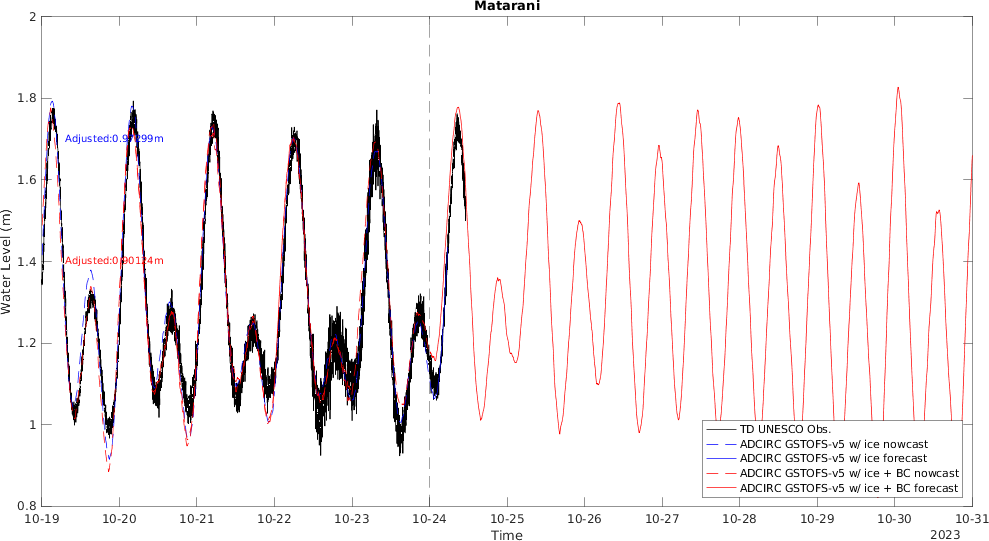 Matarani
2
1.8
1.6
1.4
1.2
1
0.8
Water Level (m)
Adjusted:0.97299m
Adjusted:0.90124m
TD UNESCO Obs.
ADCIRC GSTOFS-v5 w/ ice nowcast
ADCIRC GSTOFS-v5 w/ ice forecast
ADCIRC GSTOFS-v5 w/ ice + BC nowcast
ADCIRC GSTOFS-v5 w/ ice + BC forecast
10-19 10-20 10-21 10-22 10-23 10-24 10-25 10-26 10-27 10-28 10-29 10-30 10-31
Time
2023